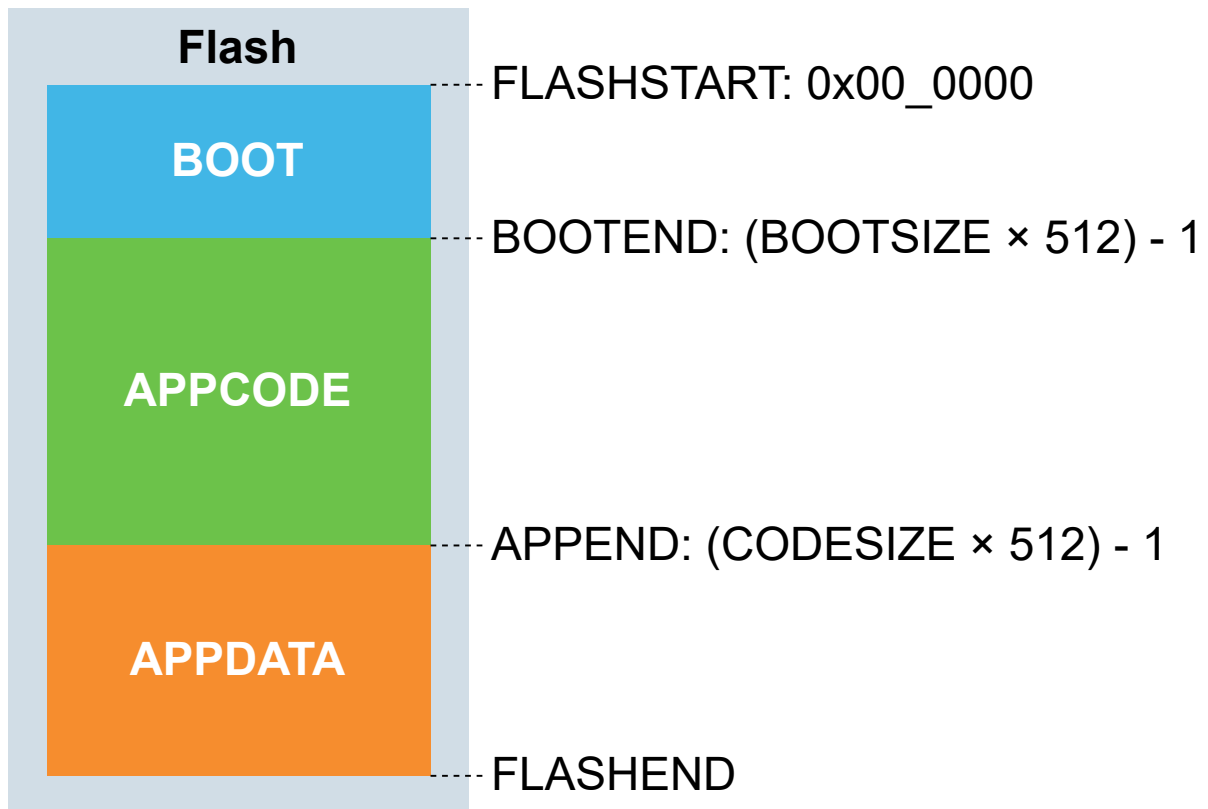 Flash
FLASHSTART: 0x00_0000
BOOT
BOOTEND: (BOOTSIZE × 512) - 1
APPCODE
APPEND: (CODESIZE × 512) - 1
APPDATA
FLASHEND